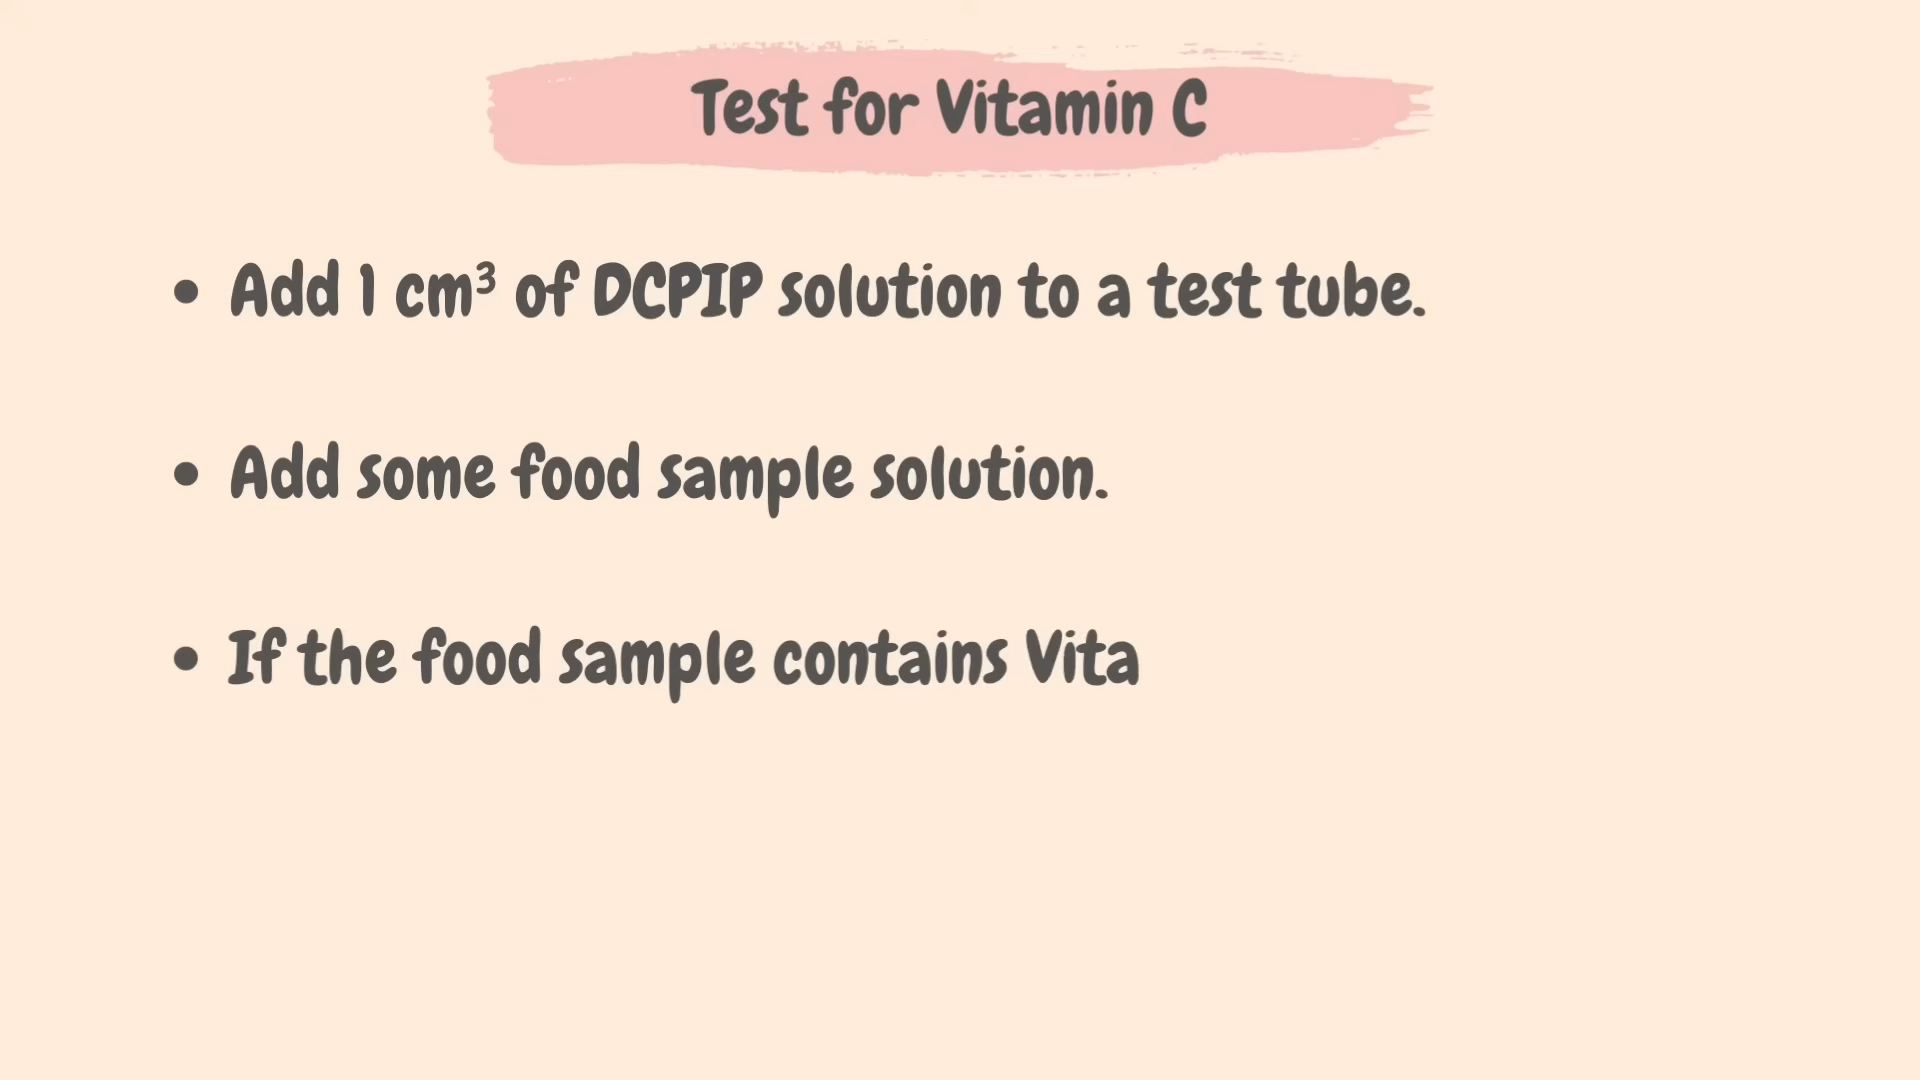 Test for Vitamin C
• Add 1 cm³ of DCPIP solution to a test tube.
• Add some food sample solution.
• If the food sample contains Vita